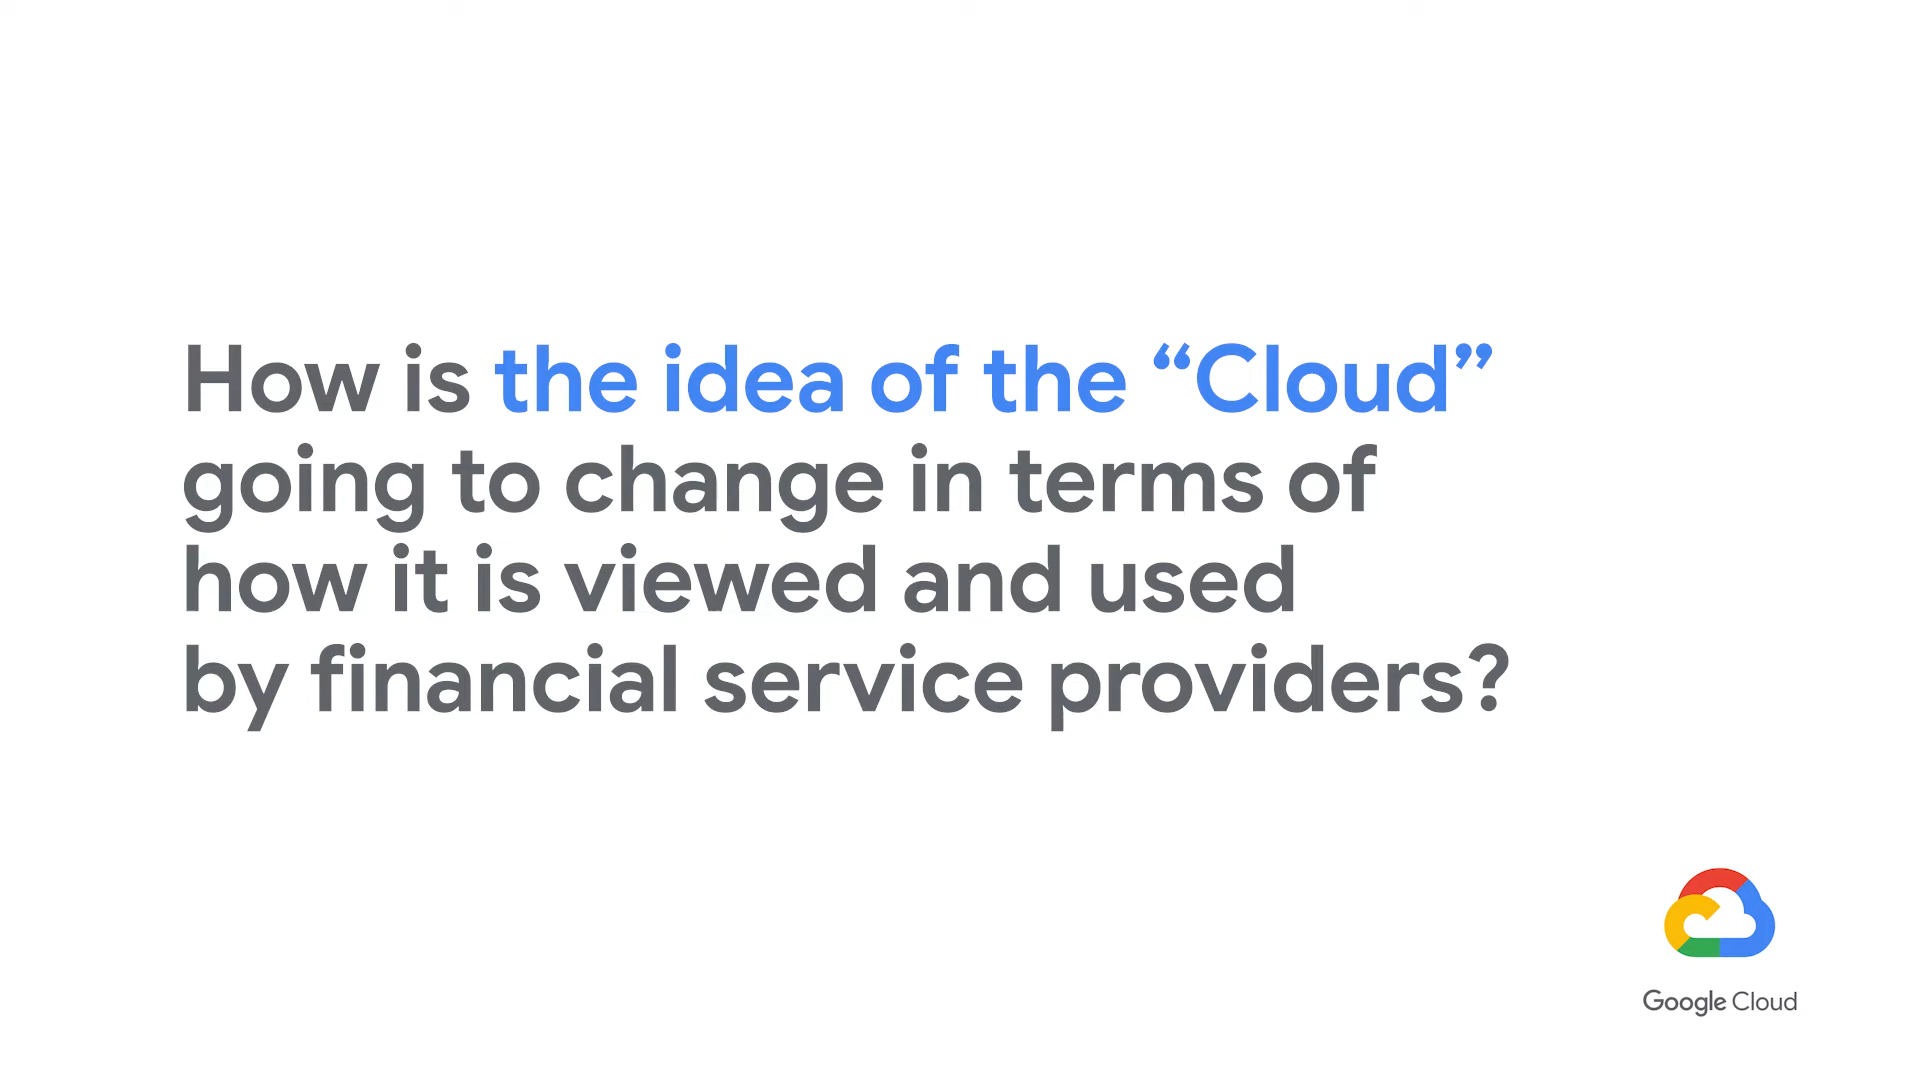 How is the idea of the “Cloud”
going to change in terms of
how it is viewed and used
by financial service providers?
Google Cloud